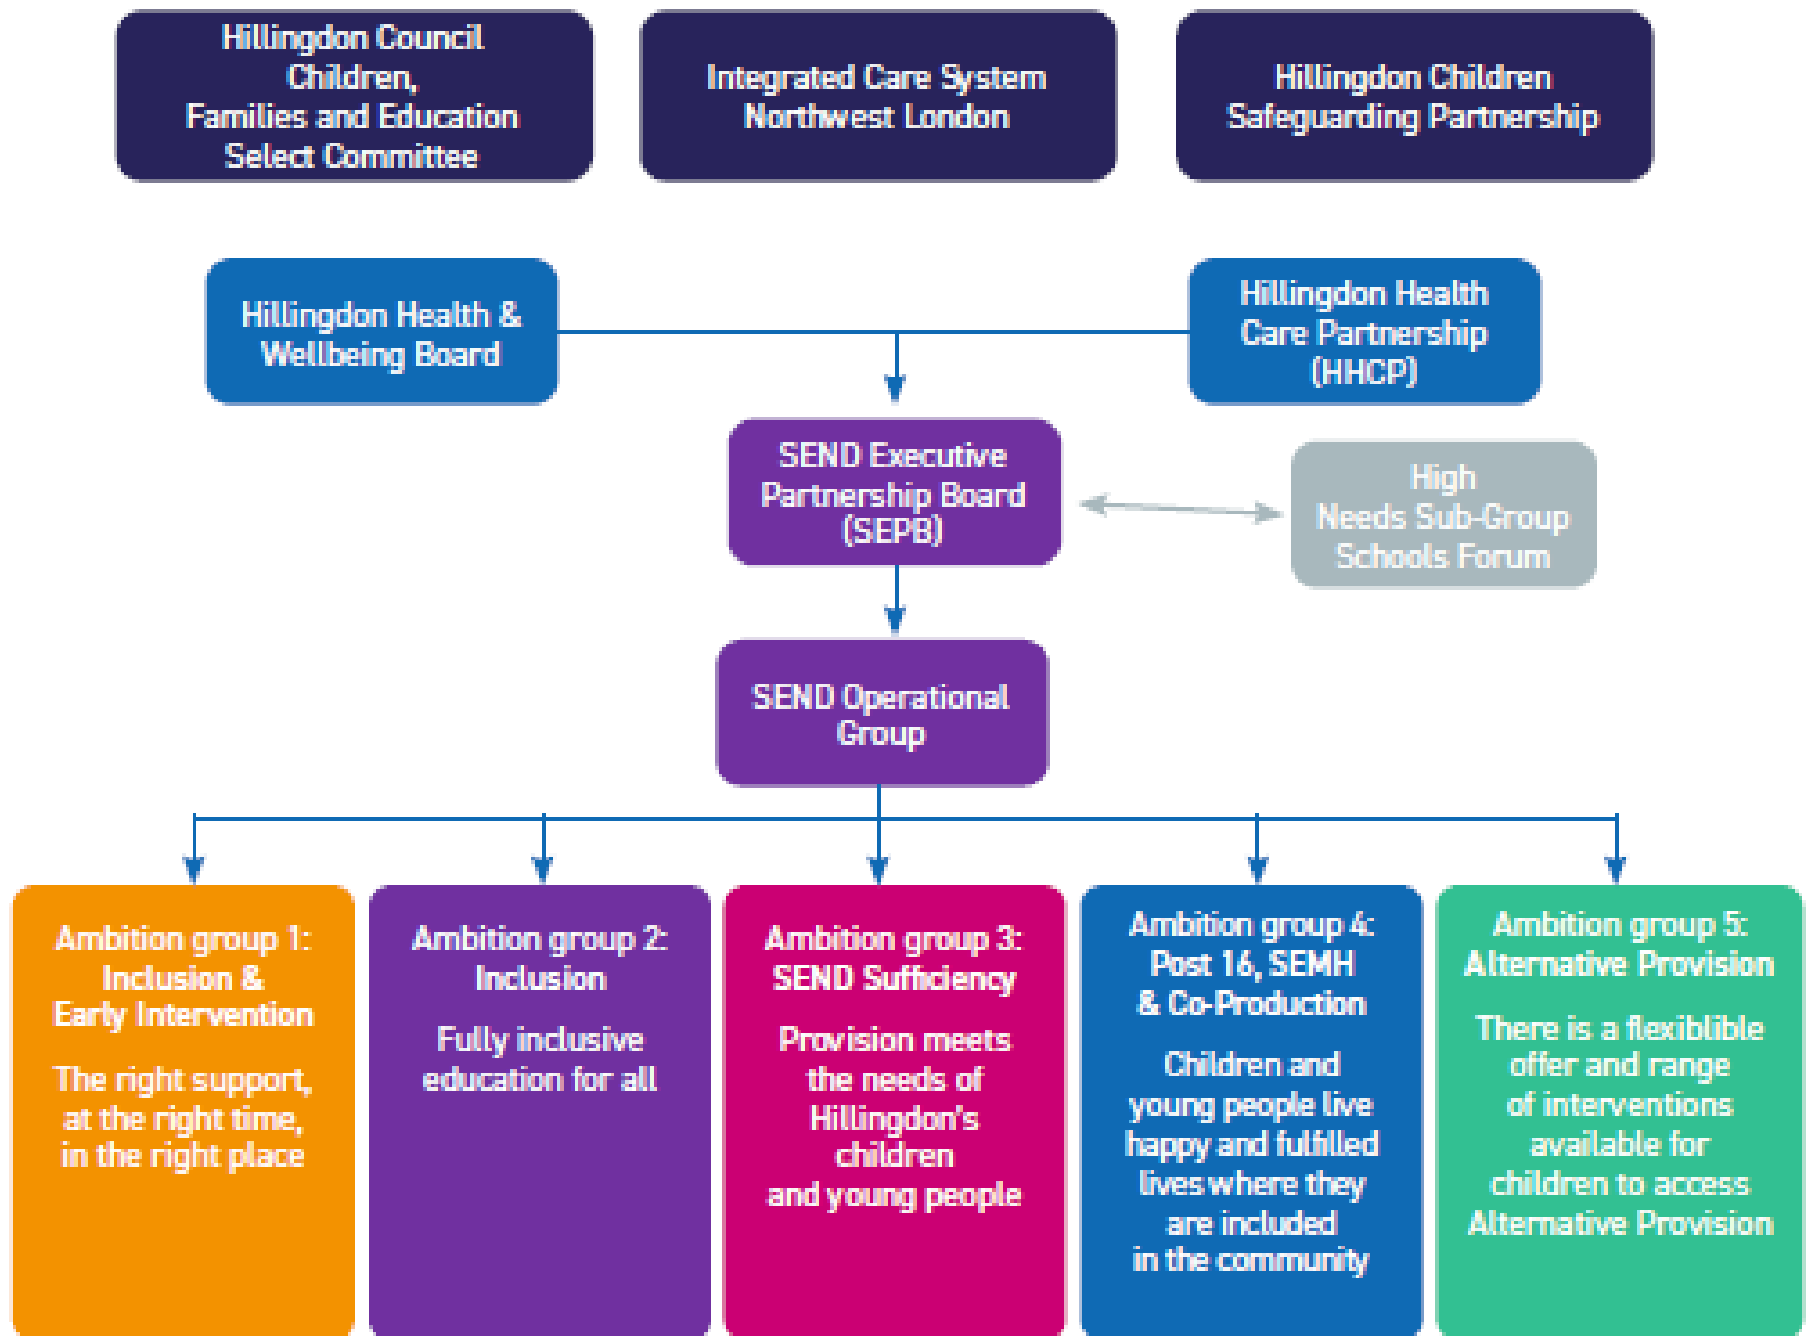 Hillingdon Council
Children,
Families and Education
Select Committee
Integrated Care System
Northwest London
Hillingdon Children
Safeguarding Partnership
Hillingdon Health &
Wellbeing Board
Hillingdon Health
Care Partnership
(HHCP)
SEND Executive
Partnership Board
(SEPB)
High
Needs Sub-Group
Schools Forum
SEND Operational
Group
Ambition group 1:
Inclusion &
Early Intervention
The right support,
at the right time,
in the right place
Ambition group 2:
Inclusion
Fully inclusive
education for all
Ambition group 3:
SEND Sufficiency
Provision meets
the needs of
Hillingdon's
children
and young people
Ambition group 4:
Post 16, SEMH
& Co-Production
Children and
young people live
happy and fulfilled
lives where they
are included
in the community
Ambition group 5:
Alternative Provision
There is a flexiblible
offer and range
of interventions
available for
children to access
Alternative Provision